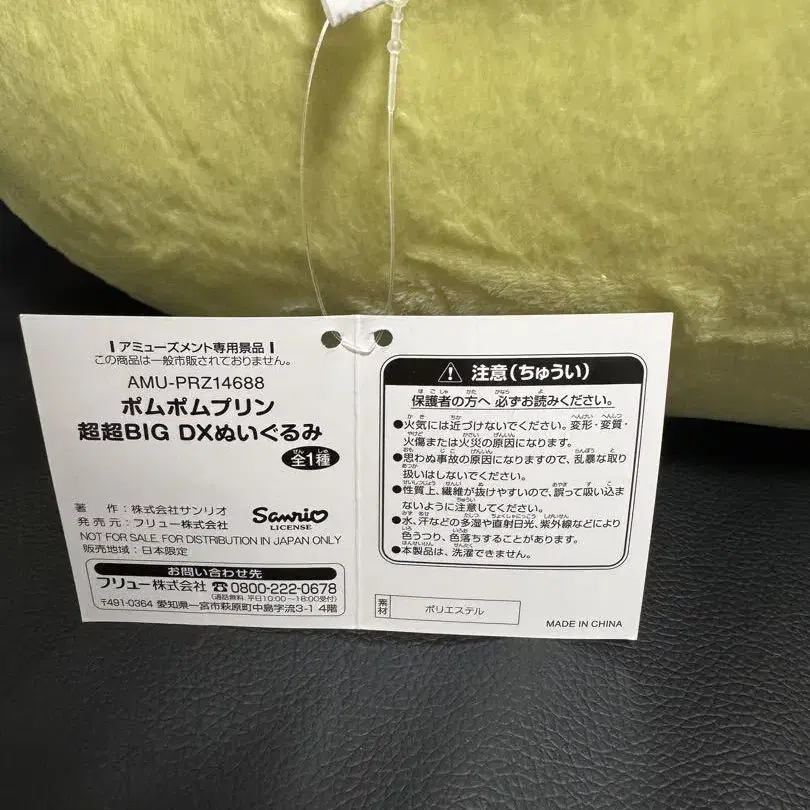 アミューズメント専用景品
この商品は一般市販されておりません。
AMU-PRZ14688
ポムポムプリン
超超BIG DXぬいぐるみ
全1種
著 作：株式会社サンリオ
発 売 元：フリュー株式会社
Sanrio
LICENSE
NOT FOR SALE. FOR DISTRIBUTION IN JAPAN ONLY
販売地域：日本限定
お問い合わせ先
フリュー株式会社 ☎0800-222-0678
(通話無料、平日10:00～18:00受付)
〒491-0364 愛知県一宮市萩原町中島字流3-1 4階
注意(ちゅうい)
保護者の方へ 必ずお読みください。
●火気には近づけないでください。変形・変質・
火傷または火災の原因になります。
●思わぬ事故の原因になりますので、乱暴な取り
扱いはしないでください。
●性質上、繊維が抜けやすいので、誤って吸い込ま
ないように注意してください。
●水、汗などの多湿や直射日光、紫外線などにより
色うつり、色落ちすることがあります。
●本製品は、洗濯できません。
素材
ポリエステル
MADE IN CHINA